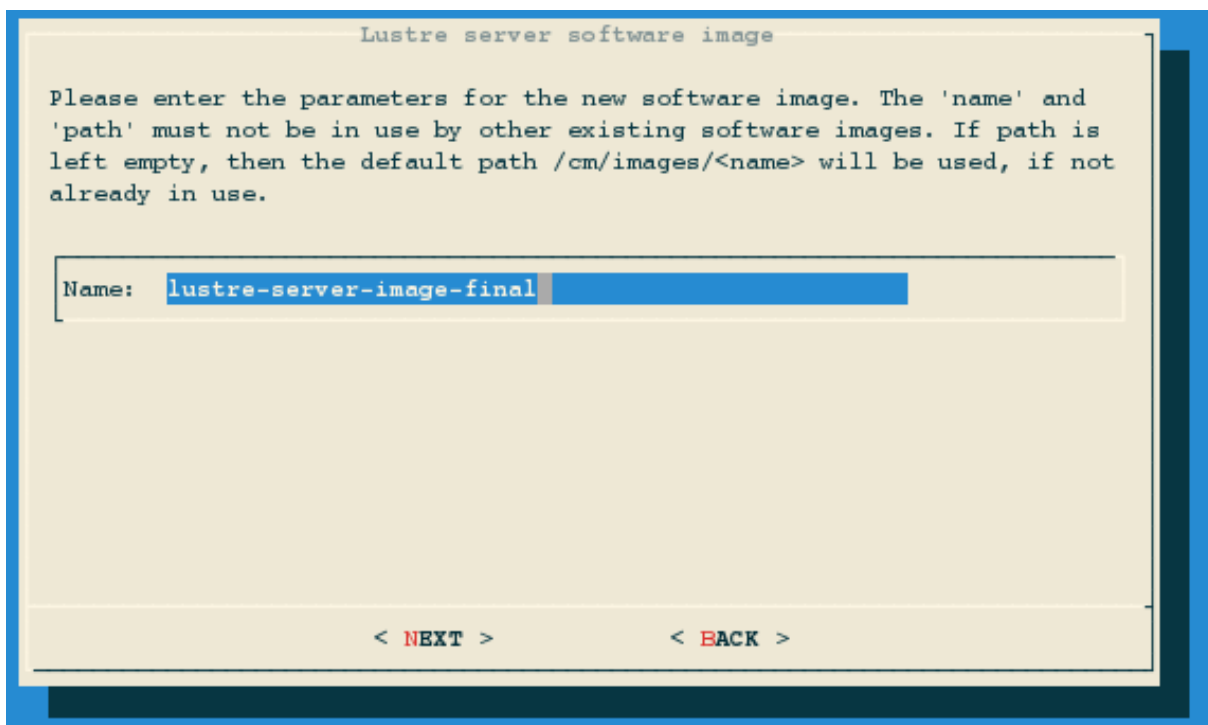 Lustre server software image
Please enter the parameters for the new software image. The 'name' and
'path' must not be in use by other existing software images. If path is
left empty, then the default path /cm/images/<name> will be used, if not
already in use.
Name: lustre-server-image-final
< NEXT > < BACK >